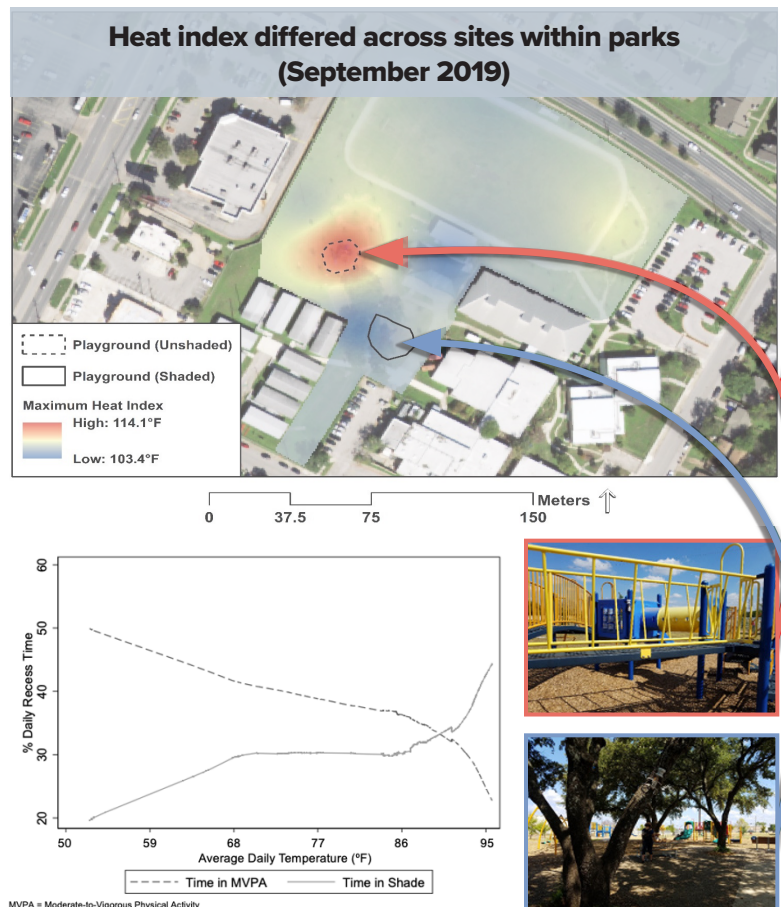 Heat index differed across sites within parks
(September 2019)
Playground (Unshaded)
Playground (Shaded)
Maximum Heat Index
High: 114.1°F
Low: 103.4°F
Meters
0 37.5 75 150
% Daily Recess Time
60
50
40
30
20
50 59 68 77 86 95
Average Daily Temperature (°F)
Time in MVPA Time in Shade
MVPA = Moderate-to-Vigorous Physical Activity